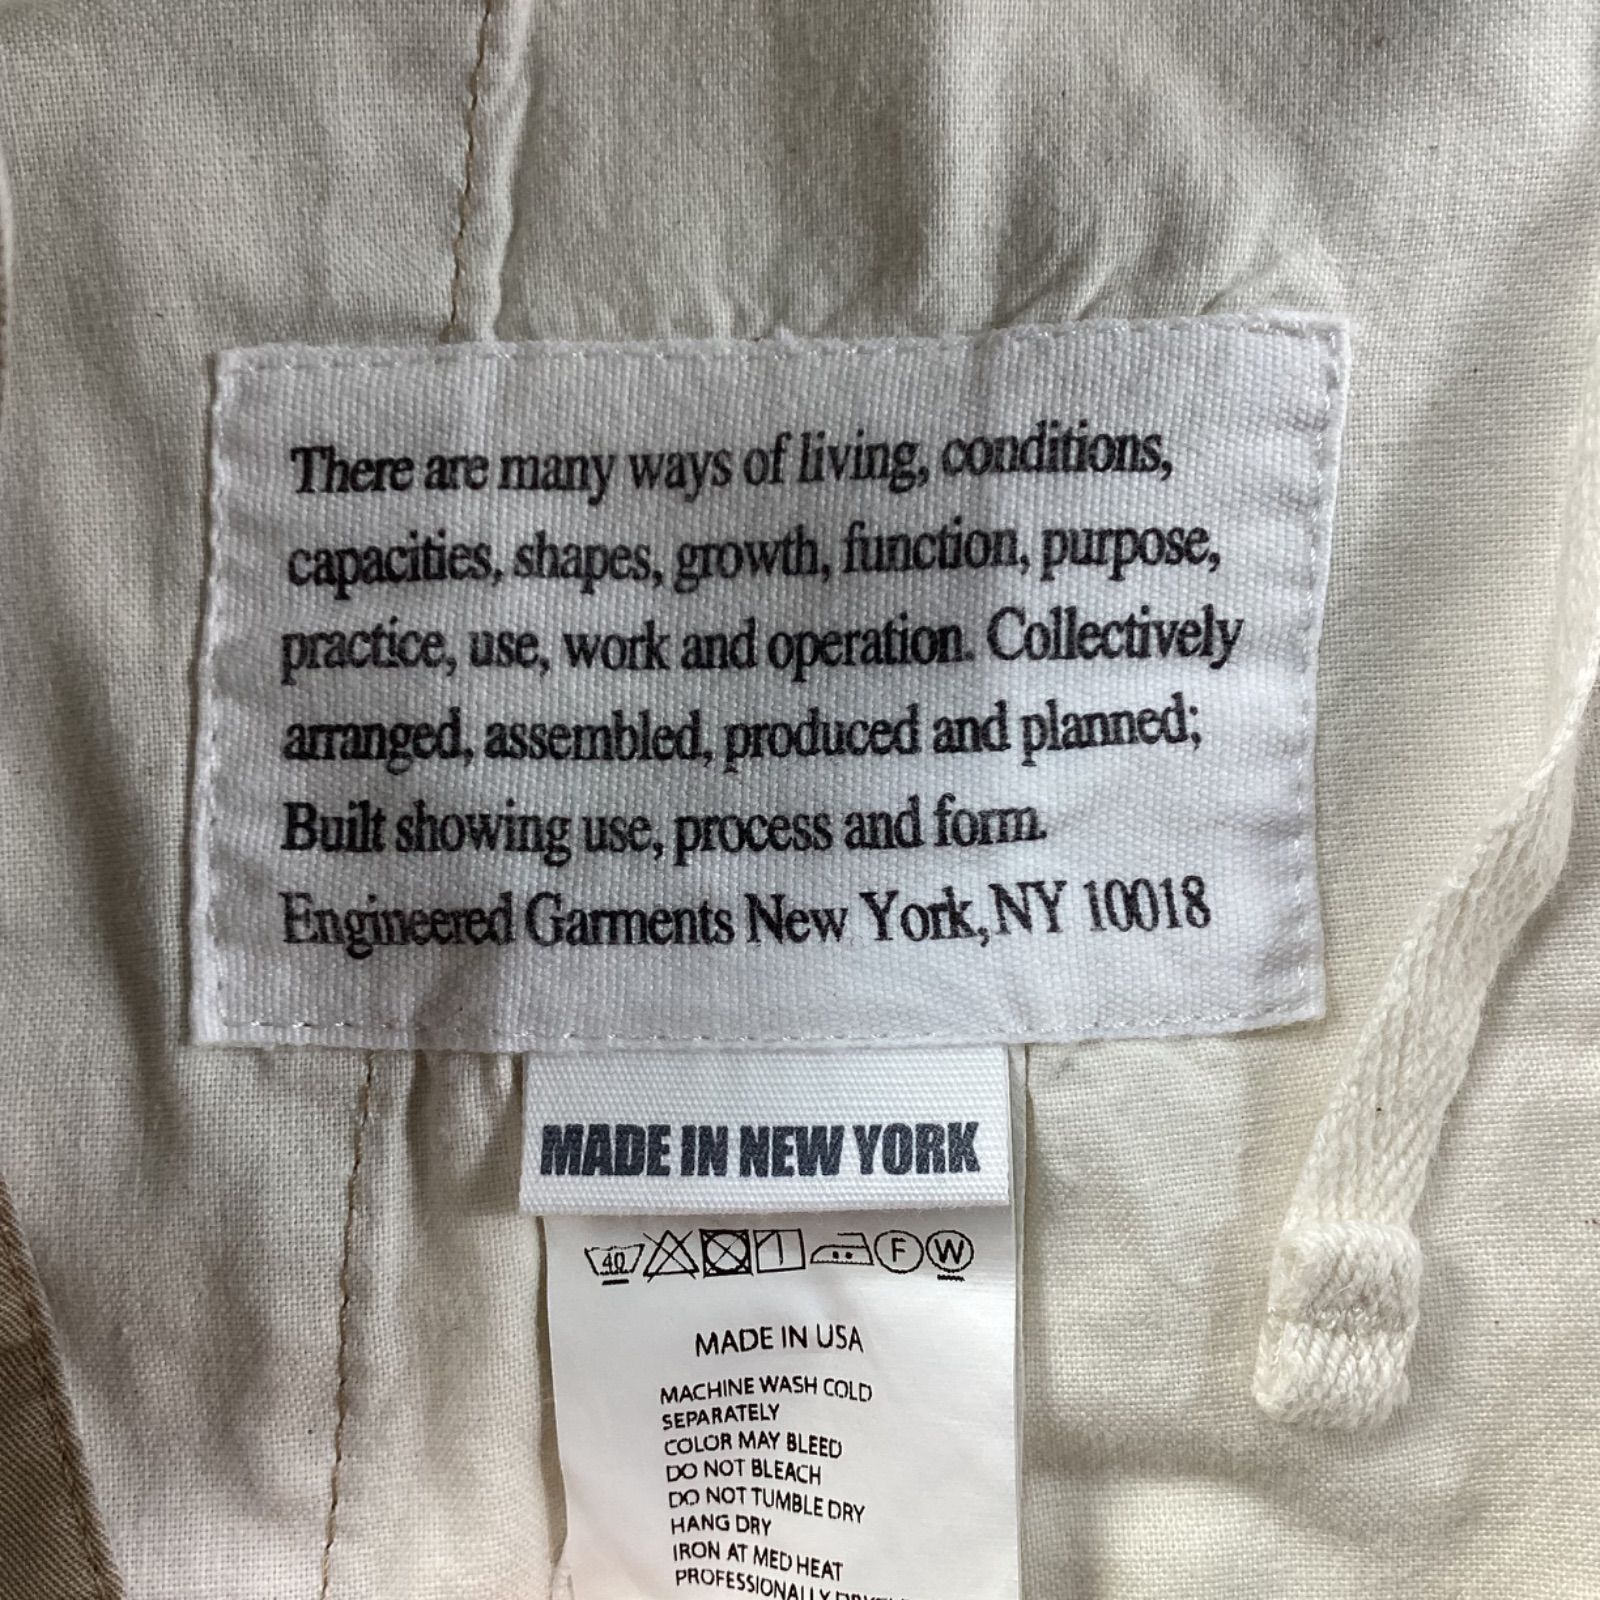 There are many ways of living, conditions,
capacities, shapes, growth, function, purpose,
practice, use, work and operation. Collectively
arranged, assembled, produced and planned;
Built showing use, process and form.
Engineered Garments New York, NY 10018
MADE IN NEW YORK
40 F W
MADE IN USA
MACHINE WASH COLD
SEPARATELY
COLOR MAY BLEED
DO NOT BLEACH
DO NOT TUMBLE DRY
HANG DRY
IRON AT MED HEAT
PROFESSIONALLY